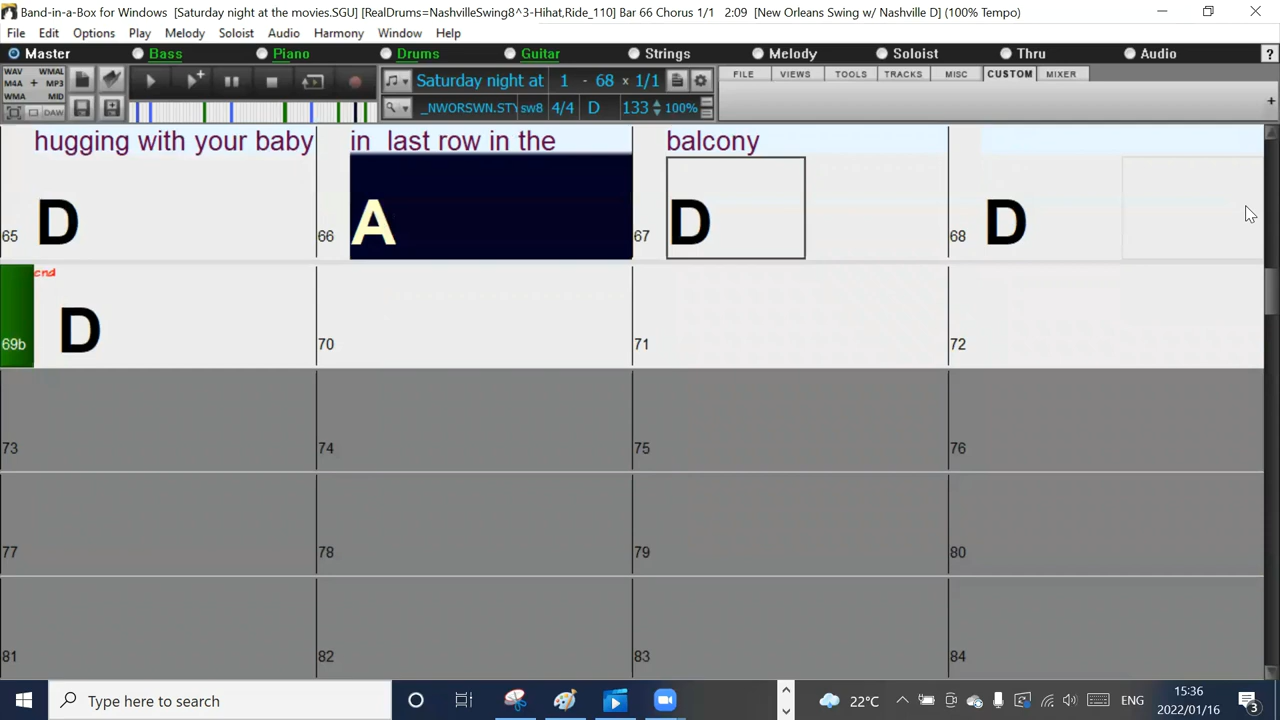 Band-in-a-Box for Windows [Saturday night at the movies.SGU] [RealDrums=NashvilleSwing8^3-Hihat,Ride_110] Bar 66 Chorus 1/1 2:09 [New Orleans Swing w/ Nashville D] (100% Tempo)
File Edit Options Play Melody Soloist Audio Harmony Window Help
Master Bass Piano Drums Guitar Strings Melody Soloist Thru Audio ?
WAV WMAL
M4A + MP3
WMA MID
DAW
Saturday night at 1 - 68 x 1/1
_NWORSWN.STY sw8 4/4 D 133 100%
FILE VIEWS TOOLS TRACKS MISC CUSTOM MIXER
+
hugging with your baby in last row in the balcony
65 D 66 A 67 D 68 D
end
69b D 70 71 72
73 74 75 76
77 78 79 80
81 82 83 84
Type here to search
22°C
ENG
15:36
2022/01/16
3